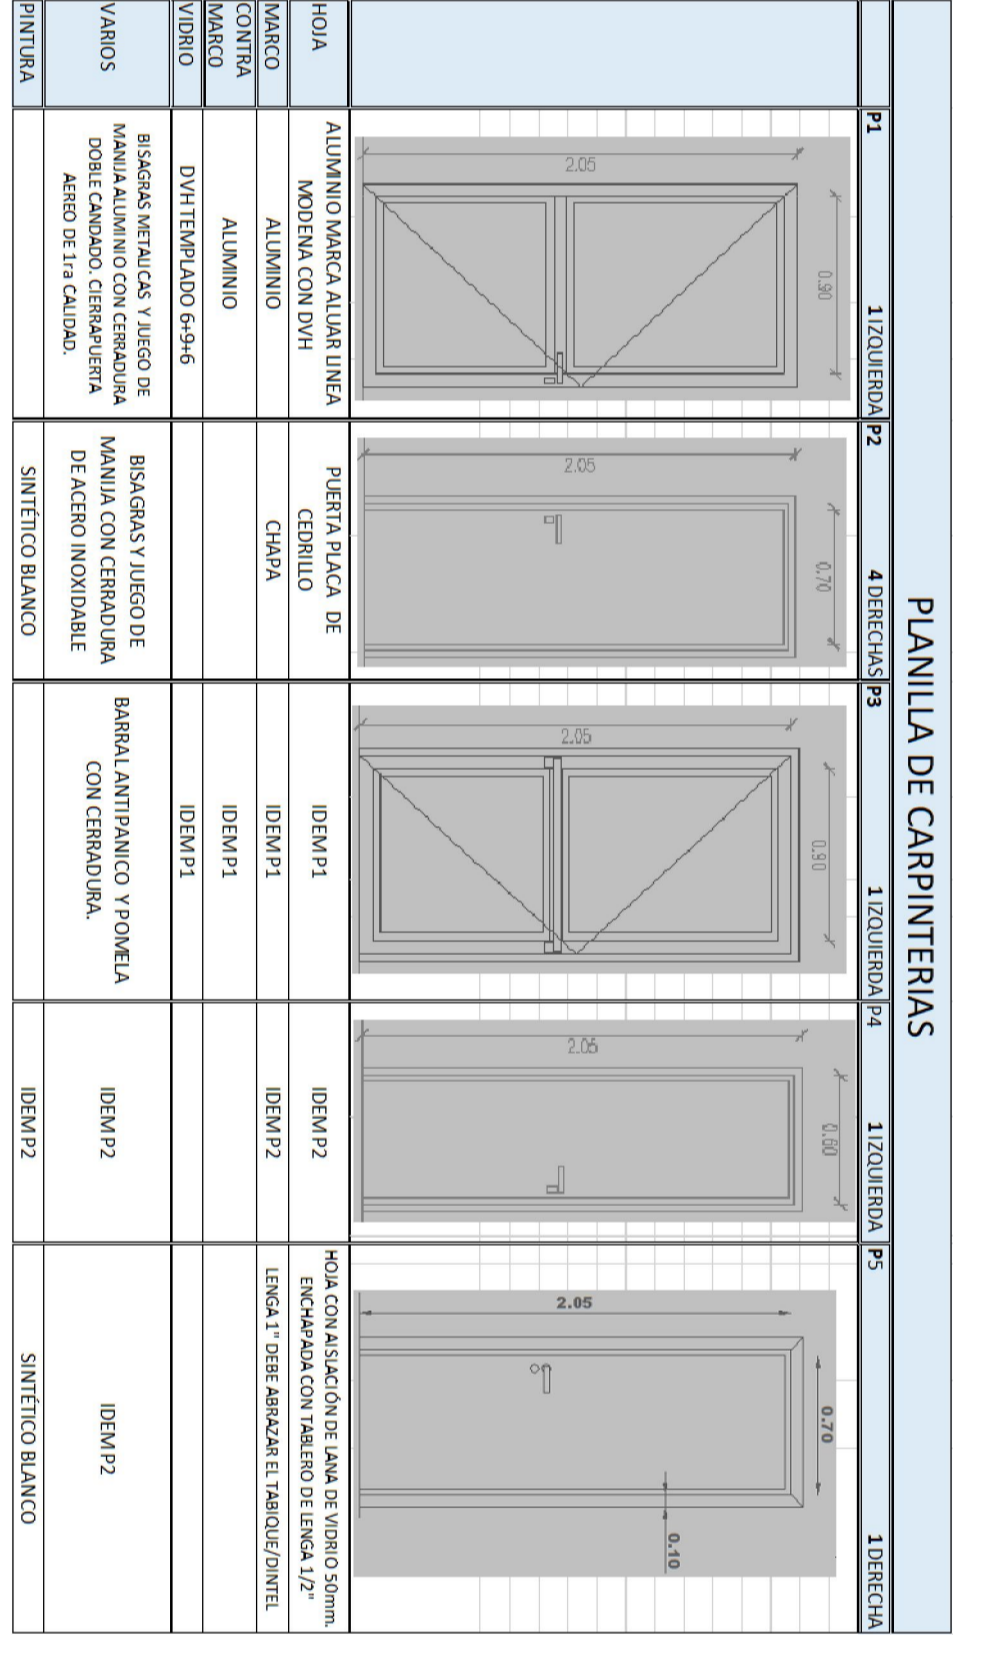 PLANILLA DE CARPINTERIAS
P1 1 IZQUIERDA P2 4 DERECHAS P3 1 IZQUIERDA P4 1 IZQUIERDA P5 1 DERECHA
0.90
2.05
0.70
2.05
0.90
2.05
0.60
2.05
0.70
2.05
0.10
HOJA
ALUMINIO MARCA ALUAR LINEA
MODENA CON DVH
PUERTA PLACA DE
CEDRILLO
IDEM P1
IDEM P2
HOJA CON AISLACIÓN DE LANA DE VIDRIO 50mm.
ENCHAPADA CON TABLERO DE LENGA 1/2"
MARCO
ALUMINIO
CHAPA
IDEM P1
IDEM P2
LENGA 1" DEBE ABRAZAR EL TABIQUE/DINTEL
CONTRA
MARCO
ALUMINIO
IDEM P1
VIDRIO
DVH TEMPLADO 6+9+6
IDEM P1
VARIOS
BISAGRAS METALICAS Y JUEGO DE
MANIJA ALUMINIO CON CERRADURA
DOBLE CANDADO. CIERRAPUERTA
AEREO DE 1ra CALIDAD.
BISAGRAS Y JUEGO DE
MANIJA CON CERRADURA
DE ACERO INOXIDABLE
BARRAL ANTIPANICO Y POMELA
CON CERRADURA.
IDEM P2
IDEM P2
PINTURA
SINTÉTICO BLANCO
IDEM P2
SINTÉTICO BLANCO